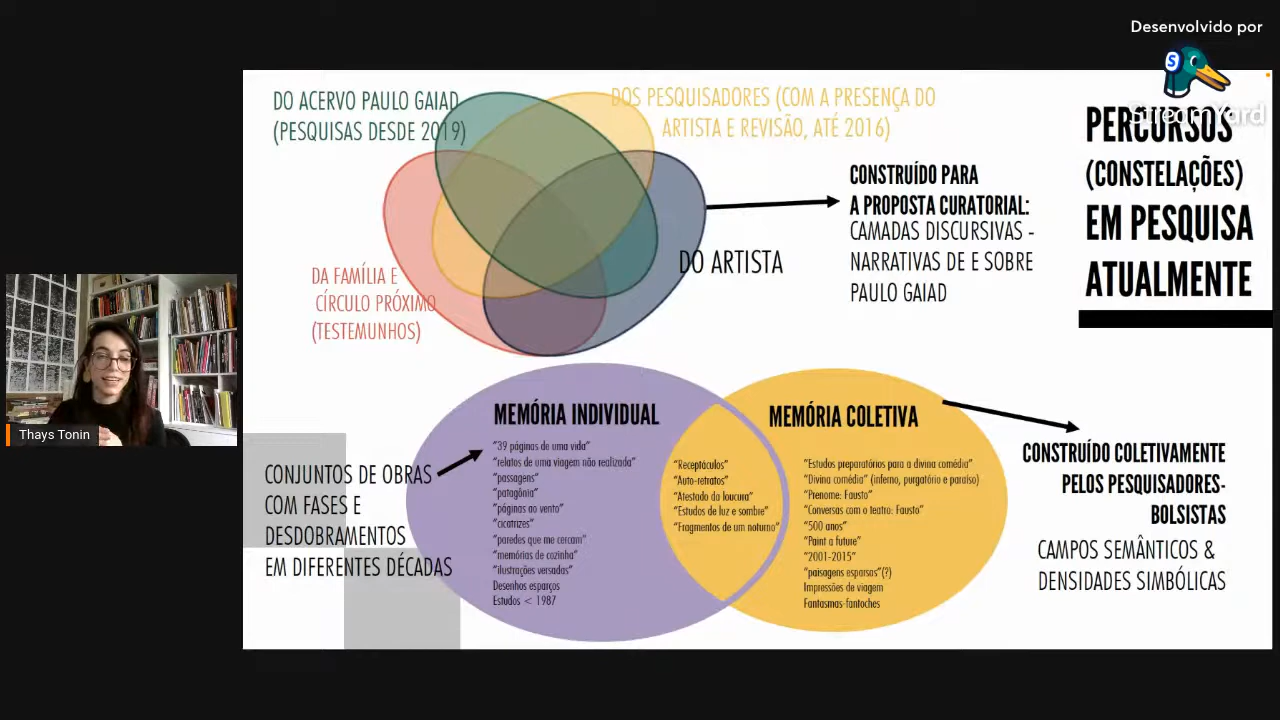 Desenvolvido por
StreamYard
DO ACERVO PAULO GAIAD
(PESQUISAS DESDE 2019)
DOS PESQUISADORES (COM A PRESENÇA DO
ARTISTA E REVISÃO, ATÉ 2016)
PERCURSOS
(CONSTELAÇÕES)
EM PESQUISA
ATUALMENTE
CONSTRUÍDO PARA
A PROPOSTA CURATORIAL:
CAMADAS DISCURSIVAS -
NARRATIVAS DE E SOBRE
PAULO GAIAD
DO ARTISTA
DA FAMÍLIA E
CÍRCULO PRÓXIMO
(TESTEMUNHOS)
Thays Tonin
CONJUNTOS DE OBRAS
COM FASES E
DESDOBRAMENTOS
EM DIFERENTES DÉCADAS
MEMÓRIA INDIVIDUAL
"39 páginas de uma vida"
"relatos de uma viagem não realizada"
"passagens"
"patagônia"
"páginas ao vento"
"cicatrizes"
"paredes que me cercam"
"memórias de cozinha"
"ilustrações versadas"
Desenhos esparços
Estudos < 1987
"Receptáculos"
"Auto-retratos"
"Atestado da loucura"
"Estudos de luz e sombra"
"Fragmentos de um noturno"
MEMÓRIA COLETIVA
"Estudos preparatórios para a divina comédia"
"Divina comédia" (inferno, purgatório e paraíso)
"Prenome: Fausto"
"Conversas com o teatro: Fausto"
"500 anos"
"Paint a future"
"2001-2015"
"paisagens esparsas"(?)
Impressões de viagem
Fantasmas-fantoches
CONSTRUÍDO COLETIVAMENTE
PELOS PESQUISADORES-
BOLSISTAS
CAMPOS SEMÂNTICOS &
DENSIDADES SIMBÓLICAS